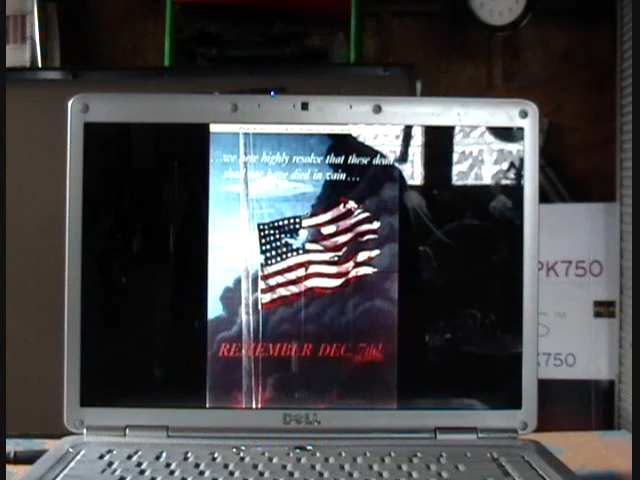 ...we here highly resolve that these dead
shall not have died in vain...
REMEMBER DEC. 7th!
DELL
PK750
S™
K750